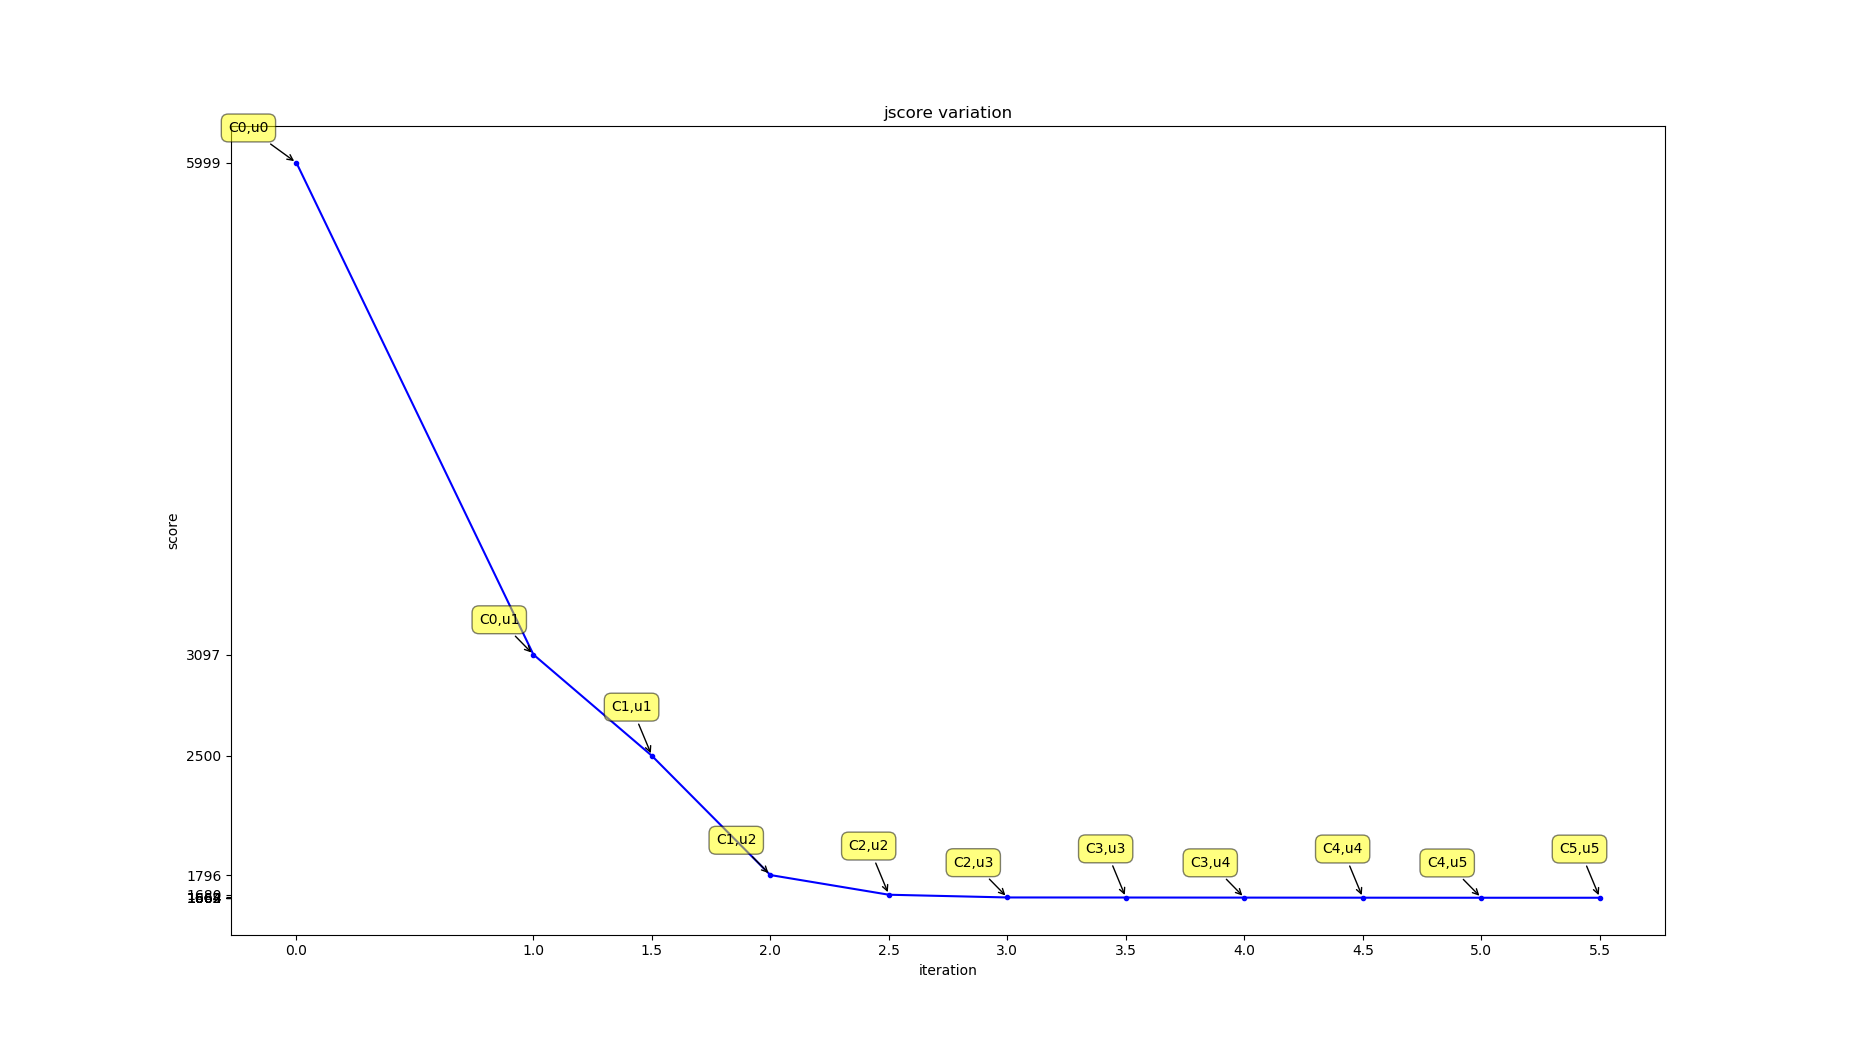 jscore variation
C0,u0
5999
score
C0,u1
3097
C1,u1
2500
C1,u2
C2,u2
C2,u3
C3,u3
C3,u4
C4,u4
C4,u5
C5,u5
1796
1680
0.0 1.0 1.5 2.0 2.5 3.0 3.5 4.0 4.5 5.0 5.5
iteration